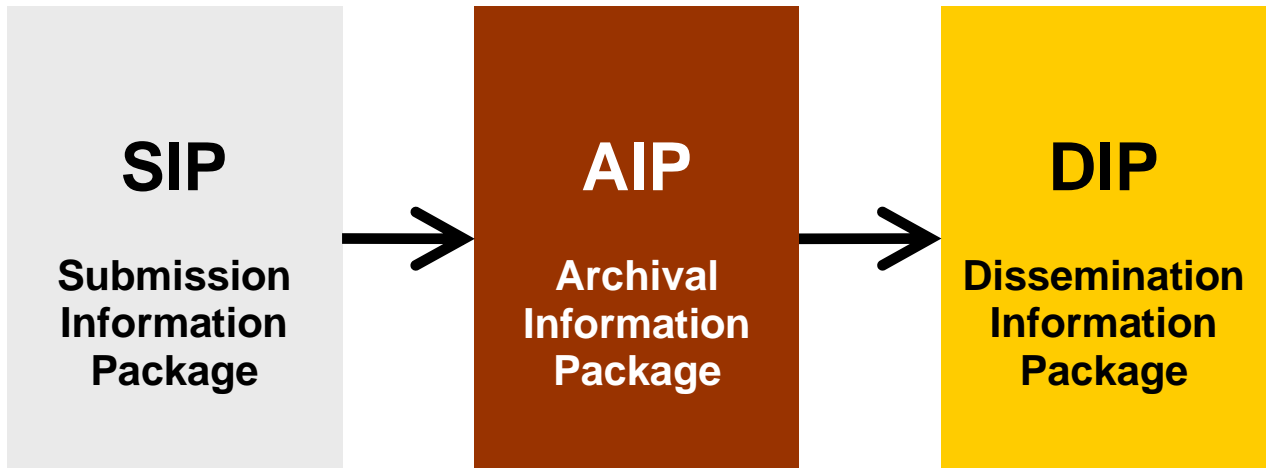 SIP
Submission
Information
Package
AIP
Archival
Information
Package
DIP
Dissemination
Information
Package